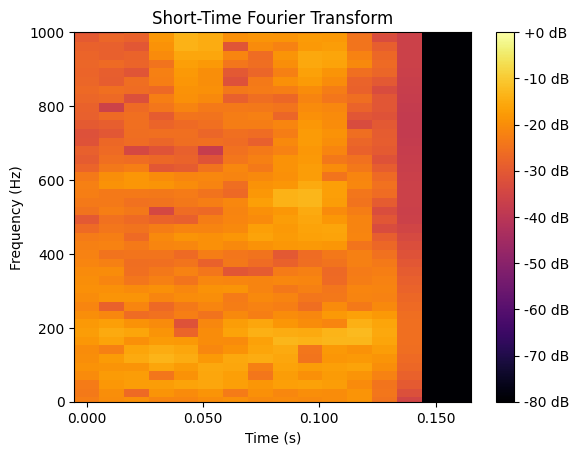 Short-Time Fourier Transform
Frequency (Hz)
1000
800
600
400
200
0
0.000
0.050
0.100
0.150
Time (s)
+0 dB
-10 dB
-20 dB
-30 dB
-40 dB
-50 dB
-60 dB
-70 dB
-80 dB